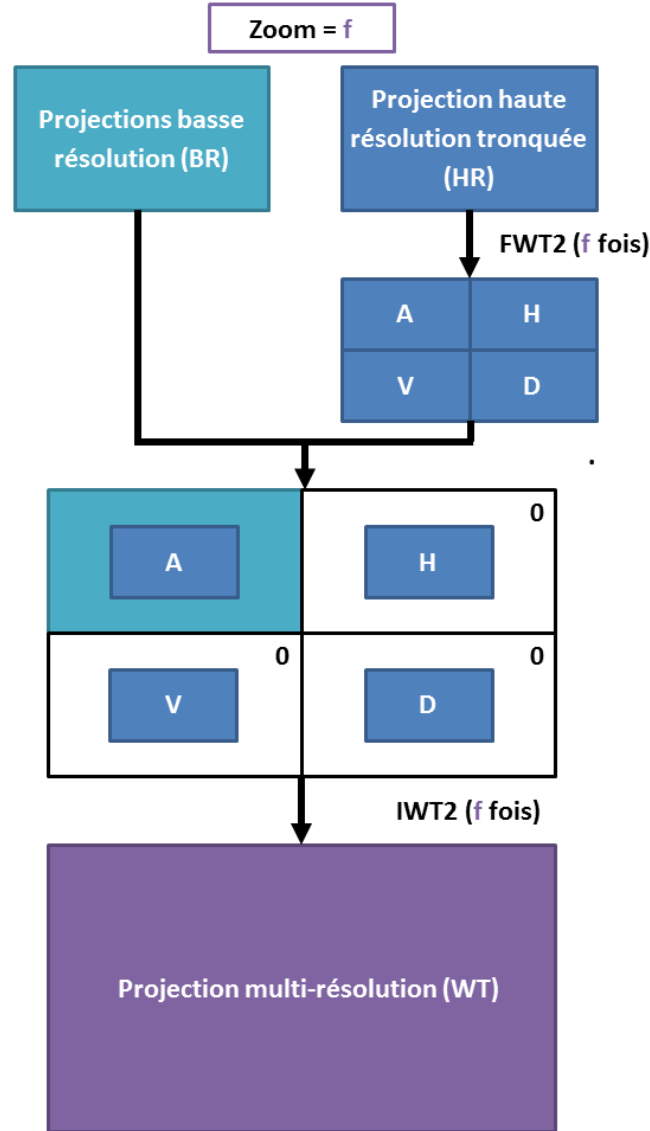 Zoom = f
Projections basse
résolution (BR)
Projection haute
résolution tronquée
(HR)
FWT2 (f fois)
A H
V D
.
0
A H
0 0
V D
IWT2 (f fois)
Projection multi-résolution (WT)